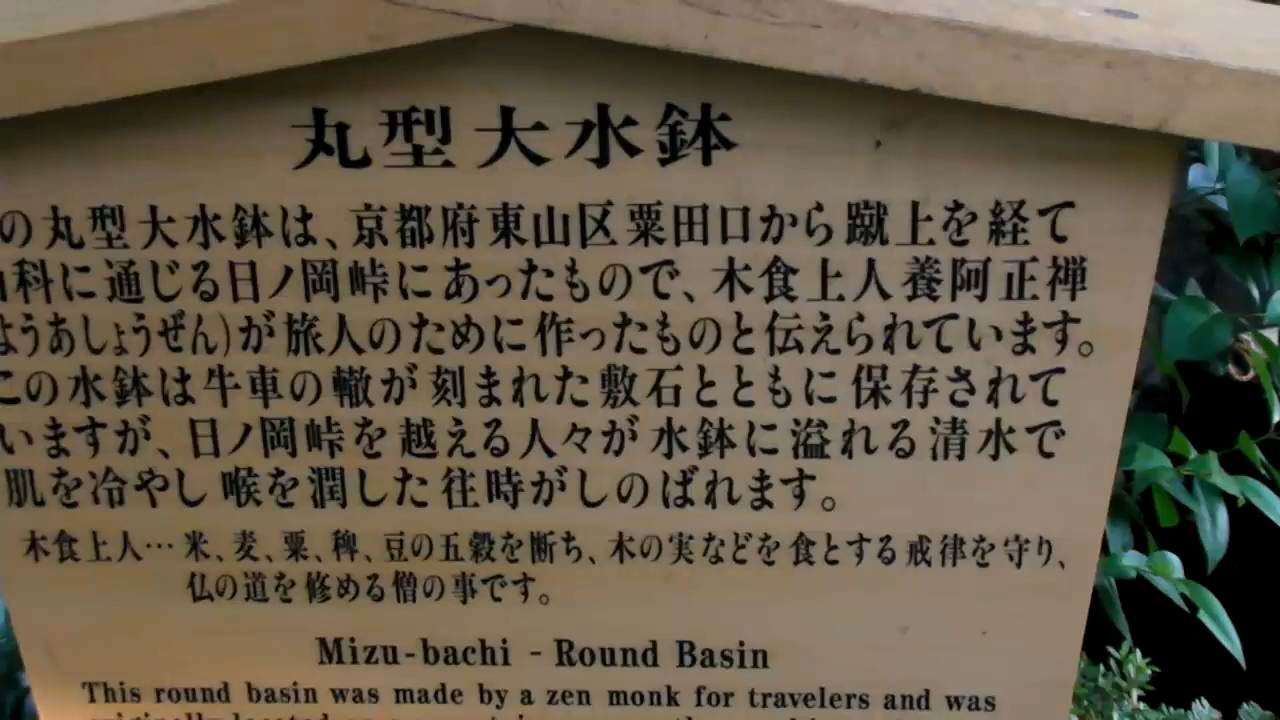 丸型大水鉢
の丸型大水鉢は、京都府東山区粟田口から蹴上を経て
科に通じる日ノ岡峠にあったもので、木食上人養阿正禅
ようあしょうぜん)が旅人のために作ったものと伝えられています。
この水鉢は牛車の轍が刻まれた敷石とともに保存されて
いますが、日ノ岡峠を越える人々が水鉢に溢れる清水で
肌を冷やし喉を潤した往時がしのばれます。
木食上人…米、麦、粟、稗、豆の五穀を断ち、木の実などを食とする戒律を守り、
仏の道を修める僧の事です。
Mizu-bachi - Round Basin
This round basin was made by a zen monk for travelers and was